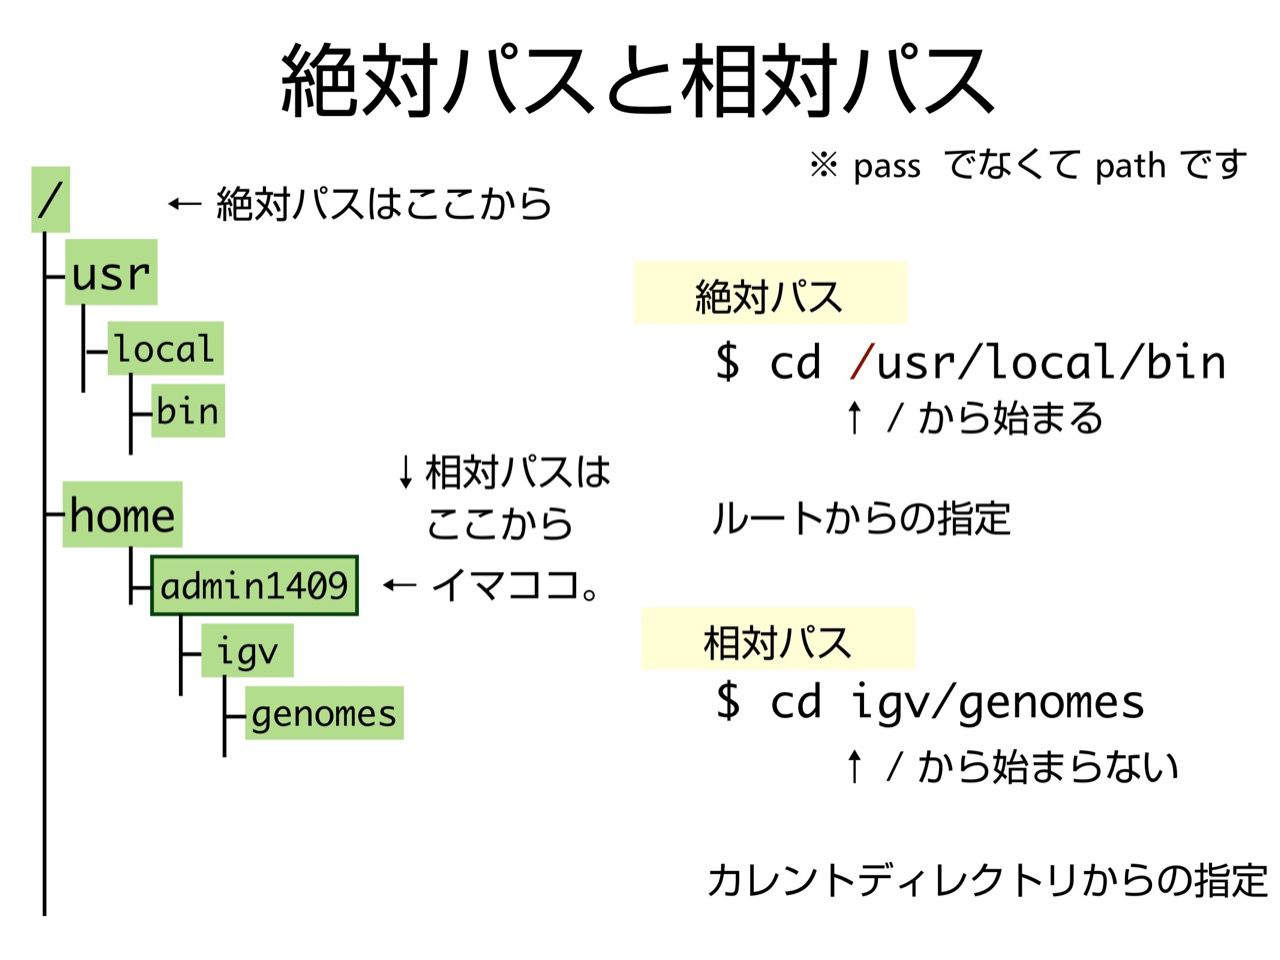 絶対パスと相対パス
※ pass でなくて path です
/
← 絶対パスはここから
usr
local
bin
home
↓ 相対パスは
ここから
admin1409
← イマココ。
igv
genomes
絶対パス
$ cd /usr/local/bin
↑ / から始まる
ルートからの指定
相対パス
$ cd igv/genomes
↑ / から始まらない
カレントディレクトリからの指定